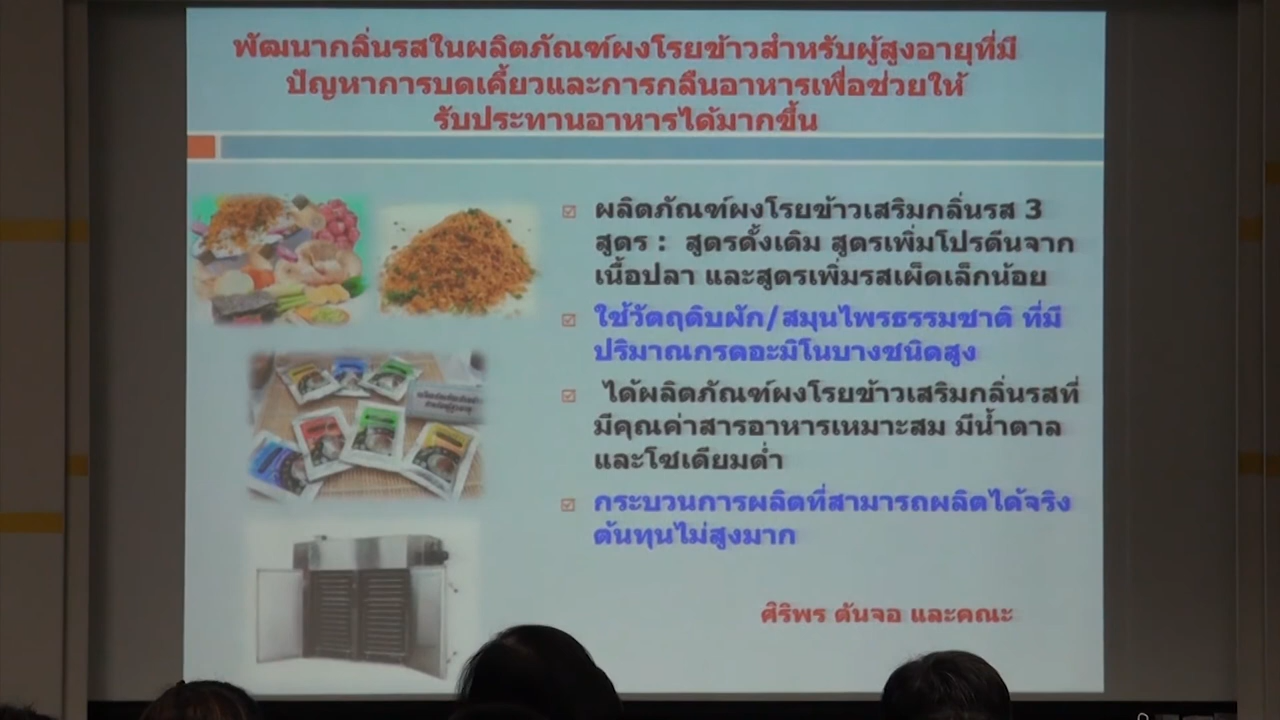 พัฒนากลิ่นรสในผลิตภัณฑ์ผงโรยข้าวสำหรับผู้สูงอายุที่มี
ปัญหาการบดเคี้ยวและการกลืนอาหารเพื่อช่วยให้
รับประทานอาหารได้มากขึ้น
ผลิตภัณฑ์ผงโรยข้าวเสริมกลิ่นรส 3
สูตร : สูตรดั้งเดิม สูตรเพิ่มโปรตีนจาก
เนื้อปลา และสูตรเพิ่มรสเผ็ดเล็กน้อย
ใช้วัตถุดิบผัก/สมุนไพรธรรมชาติ ที่มี
ปริมาณกรดอะมิโนบางชนิดสูง
ได้ผลิตภัณฑ์ผงโรยข้าวเสริมกลิ่นรสที่
มีคุณค่าสารอาหารเหมาะสม มีน้ำตาล
และโซเดียมต่ำ
กระบวนการผลิตที่สามารถผลิตได้จริง
ต้นทุนไม่สูงมาก
ศิริพร ตันจอ และคณะ